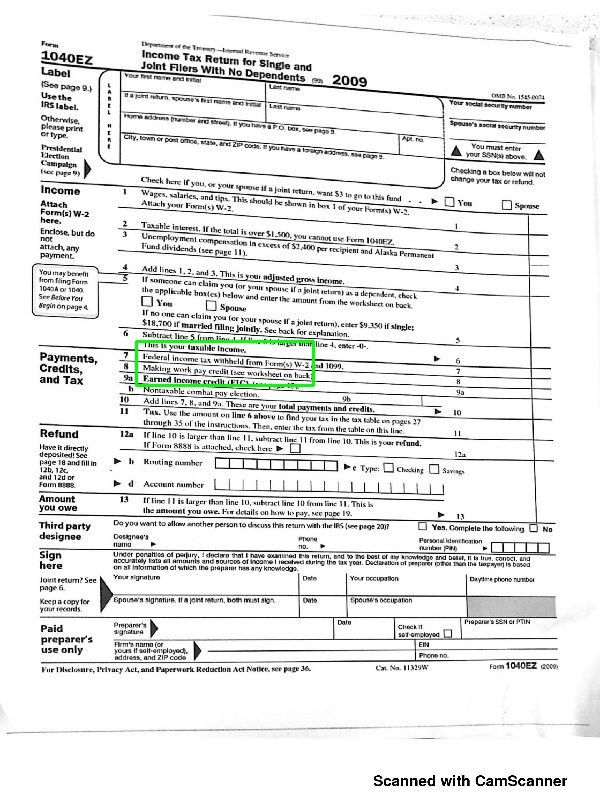 Form
1040EZ
Department of the Treasury—Internal Revenue Service
Income Tax Return for Single and
Joint Filers With No Dependents (99) 2009
OMB No. 1545-0074
Label
(See page 9.)
Use the
IRS label.
Otherwise,
please print
or type.
Presidential
Election
Campaign
(see page 9)
LABEL HERE
Your first name and initial
Last name
If a joint return, spouse's first name and initial
Last name
Home address (number and street). If you have a P.O. box, see page 9.
Apt. no.
City, town or post office, state, and ZIP code. If you have a foreign address, see page 9.
Your social security number
Spouse's social security number
You must enter
your SSN(s) above.
Checking a box below will not
change your tax or refund.
Check here if you, or your spouse if a joint return, want $3 to go to this fund . . You Spouse
Income
Attach
Form(s) W-2
here.
Enclose, but do
not
attach, any
payment.
You may benefit
from filing Form
1040A or 1040.
See Before You
Begin on page 4.
1 Wages, salaries, and tips. This should be shown in box 1 of your Form(s) W-2.
Attach your Form(s) W-2. 1
2 Taxable interest. If the total is over $1,500, you cannot use Form 1040EZ. 2
3 Unemployment compensation in excess of $2,400 per recipient and Alaska Permanent
Fund dividends (see page 11). 3
4 Add lines 1, 2, and 3. This is your adjusted gross income. 4
5 If someone can claim you (or your spouse if a joint return) as a dependent, check
the applicable box(es) below and enter the amount from the worksheet on back.
You Spouse
If no one can claim you (or your spouse if a joint return), enter $9,350 if single;
$18,700 if married filing jointly. See back for explanation. 5
6 Subtract line 5 from line 4. If line 5 is larger than line 4, enter -0-.
This is your taxable income. 6
Payments,
Credits,
and Tax
7 Federal income tax withheld from Form(s) W-2 and 1099. 7
8 Making work pay credit (see worksheet on back) 8
9a Earned income credit (EIC) 9a
b Nontaxable combat pay election. 9b
10 Add lines 7, 8, and 9a. These are your total payments and credits. 10
11 Tax. Use the amount on line 6 above to find your tax in the tax table on pages 27
through 35 of the instructions. Then, enter the tax from the table on this line. 11
Refund
Have it directly
deposited! See
page 18 and fill in
12b, 12c,
and 12d or
Form 8888.
12a If line 10 is larger than line 11, subtract line 11 from line 10. This is your refund.
If Form 8888 is attached, check here 12a
b Routing number c Type: Checking Savings
d Account number
Amount
you owe
13 If line 11 is larger than line 10, subtract line 10 from line 11. This is
the amount you owe. For details on how to pay, see page 19. 13
Third party
designee
Do you want to allow another person to discuss this return with the IRS (see page 20)? Yes. Complete the following. No
Designee's
name
Phone
no.
Personal identification
number (PIN)
Sign
here
Joint return? See
page 6.
Keep a copy for
your records.
Under penalties of perjury, I declare that I have examined this return, and to the best of my knowledge and belief, it is true, correct, and
accurately lists all amounts and sources of income I received during the tax year. Declaration of preparer (other than the taxpayer) is based
on all information of which the preparer has any knowledge.
Your signature Date Your occupation Daytime phone number
Spouse's signature. If a joint return, both must sign. Date Spouse's occupation
Paid
preparer's
use only
Preparer's
signature
Date
Check if
self-employed
Preparer's SSN or PTIN
Firm's name (or
yours if self-employed),
address, and ZIP code
EIN
Phone no.
For Disclosure, Privacy Act, and Paperwork Reduction Act Notice, see page 36. Cat. No. 11329W Form 1040EZ (2009)
Scanned with CamScanner